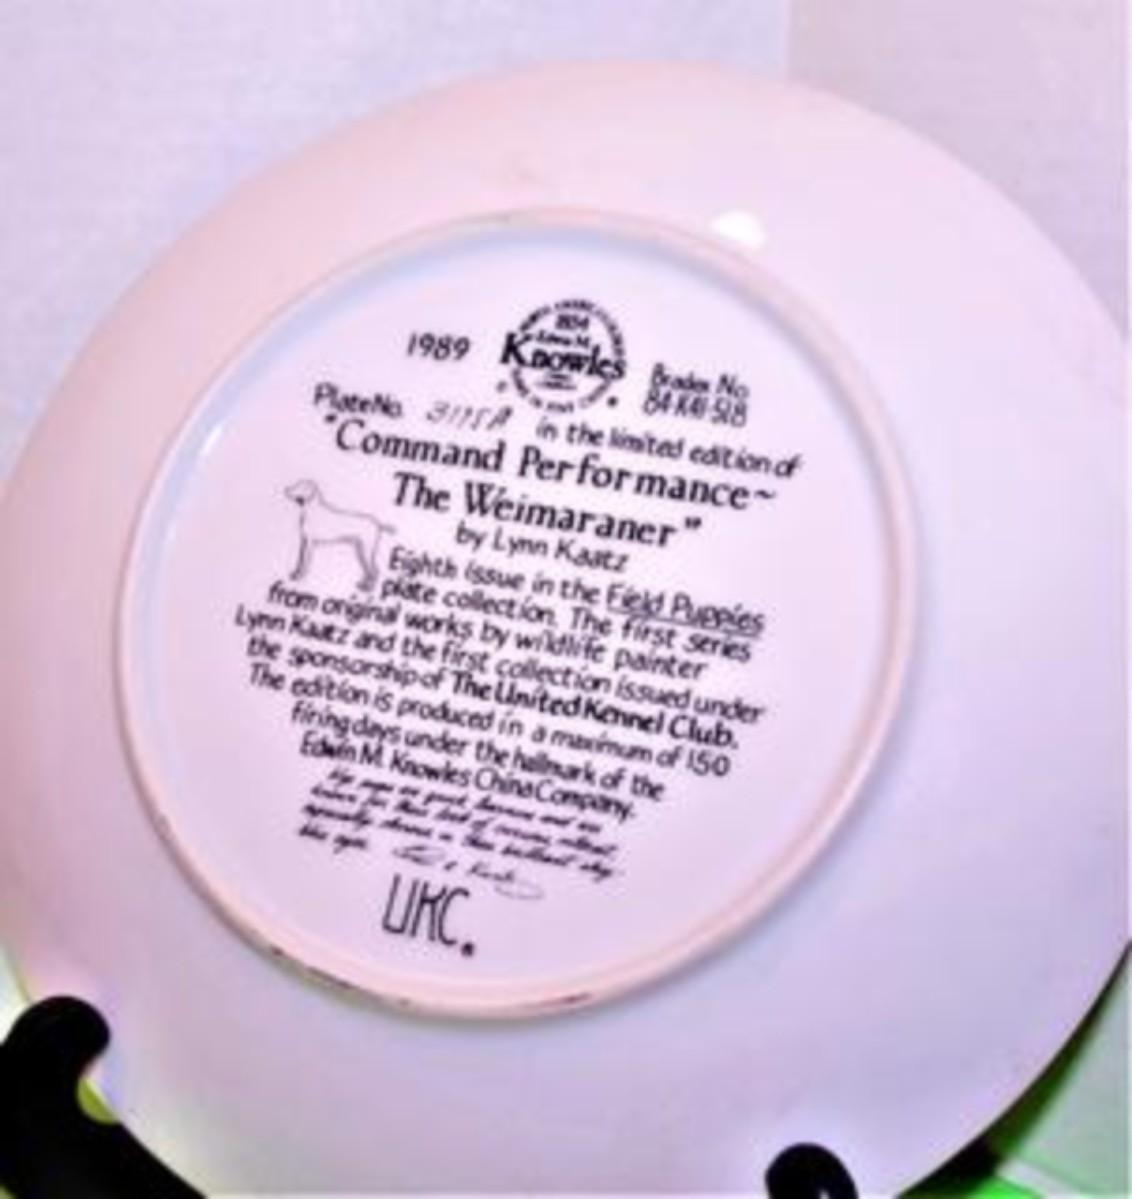 1989
Edwin M.
Knowles
Bradex No.
84-K41-51.8
Plate No. in the limited edition of
"Command Performance~
The Weimaraner"
by Lynn Kaatz
Eighth issue in the Field Puppies
plate collection. The first series
from original works by wildlife painter
Lynn Kaatz and the first collection issued under
the sponsorship of The United Kennel Club.
The edition is produced in a maximum of 150
firing days under the hallmark of the
Edwin M. Knowles China Company.
UKC®